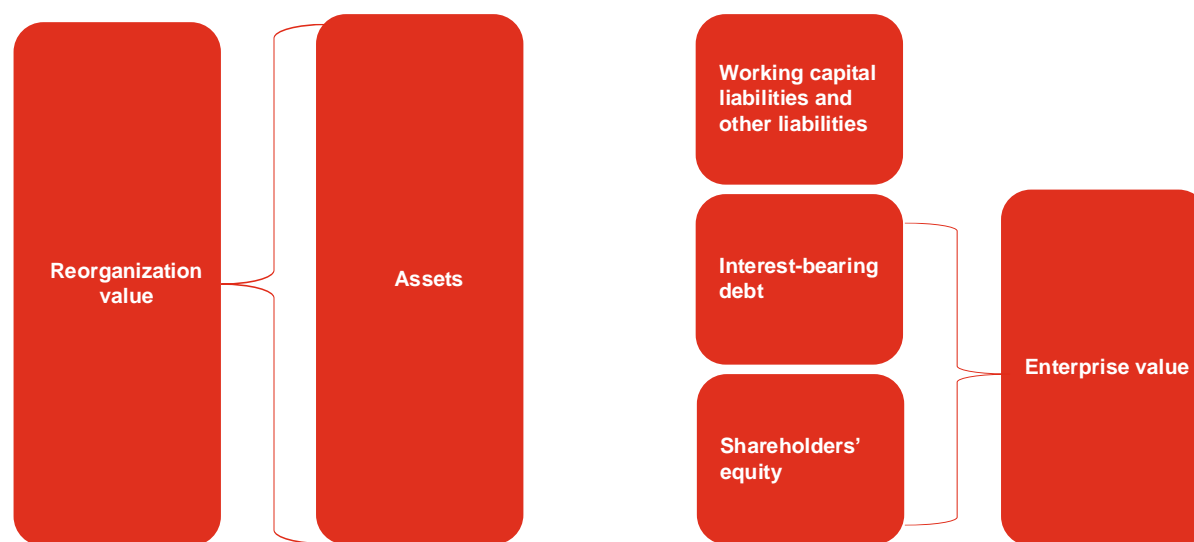 Reorganization
value
Assets
Working capital
liabilities and
other liabilities
Interest-bearing
debt
Shareholders’
equity
Enterprise value